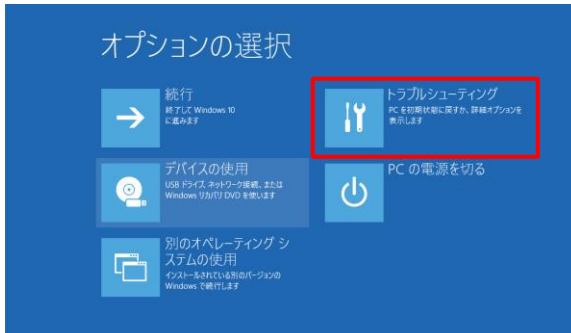 オプションの選択
続行
終了して Windows 10
に進みます
トラブルシューティング
PC を初期状態に戻すか、詳細オプションを
表示します
デバイスの使用
USB ドライブ、ネットワーク接続、または
Windows リカバリ DVD を使います
PC の電源を切る
別のオペレーティング シ
ステムの使用
インストールされている別のバージョンの
Windows で続行します